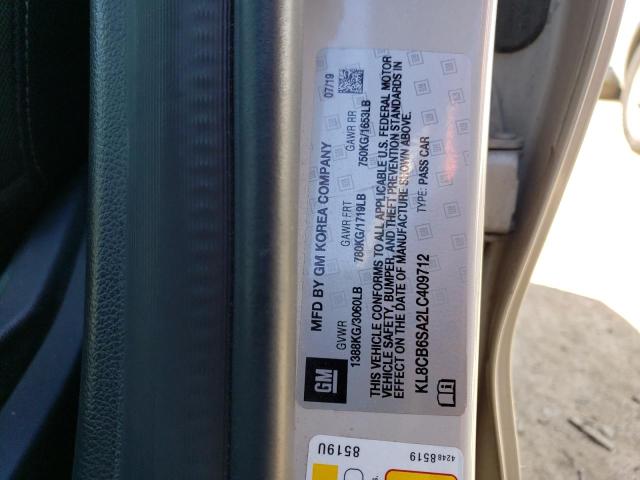 MFD BY GM KOREA COMPANY 07/19
GM
GVWR GAWR FRT GAWR RR
1388KG/3060LB 780KG/1719LB 750KG/1653LB
THIS VEHICLE CONFORMS TO ALL APPLICABLE U.S. FEDERAL MOTOR
VEHICLE SAFETY, BUMPER, AND THEFT PREVENTION STANDARDS IN
EFFECT ON THE DATE OF MANUFACTURE SHOWN ABOVE.
KL8CB6SA2LC409712 TYPE: PASS CAR
8519U
4248 8519